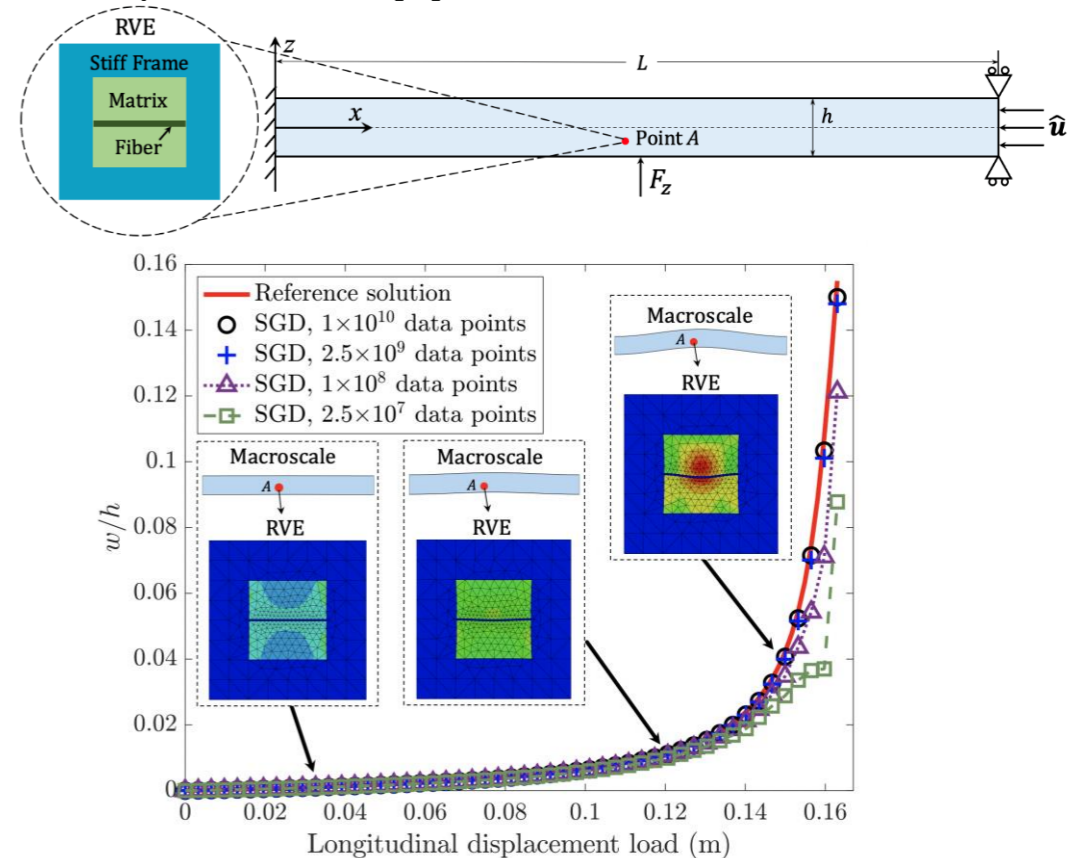 RVE
Stiff Frame
Matrix
Fiber
z
x
L
h
Point A
F_z
û
Reference solution
SGD, 1×10^10 data points
SGD, 2.5×10^9 data points
SGD, 1×10^8 data points
SGD, 2.5×10^7 data points
Macroscale
A
RVE
Macroscale
A
RVE
Macroscale
A
RVE
w/h
0.16
0.14
0.12
0.1
0.08
0.06
0.04
0.02
0
0 0.02 0.04 0.06 0.08 0.1 0.12 0.14 0.16
Longitudinal displacement load (m)